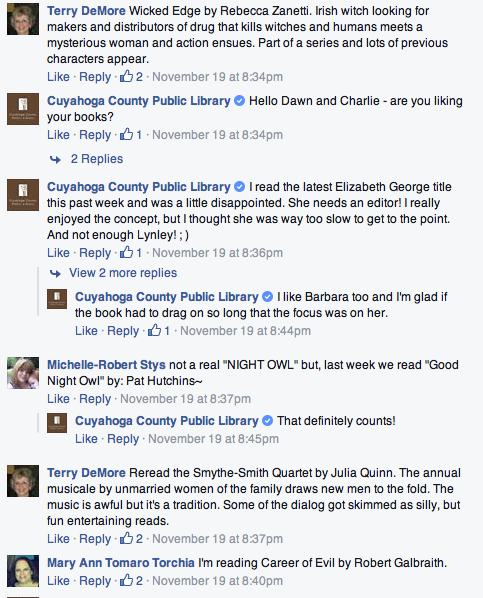 Terry DeMore Wicked Edge by Rebecca Zanetti. Irish witch looking for
makers and distributors of drug that kills witches and humans meets a
mysterious woman and action ensues. Part of a series and lots of previous
characters appear.
Like · Reply · 2 · November 19 at 8:34pm
Cuyahoga County Public Library Hello Dawn and Charlie - are you liking
your books?
Like · Reply · 1 · November 19 at 8:34pm
2 Replies
Cuyahoga County Public Library I read the latest Elizabeth George title
this past week and was a little disappointed. She needs an editor! I really
enjoyed the concept, but I thought she was way too slow to get to the point.
And not enough Lynley! ; )
Like · Reply · 1 · November 19 at 8:36pm
View 2 more replies
Cuyahoga County Public Library I like Barbara too and I'm glad if
the book had to drag on so long that the focus was on her.
Like · Reply · 1 · November 19 at 8:44pm
Michelle-Robert Stys not a real "NIGHT OWL" but, last week we read "Good
Night Owl" by: Pat Hutchins~
Like · Reply · November 19 at 8:37pm
Cuyahoga County Public Library That definitely counts!
Like · Reply · November 19 at 8:45pm
Terry DeMore Reread the Smythe-Smith Quartet by Julia Quinn. The annual
musicale by unmarried women of the family draws new men to the fold. The
music is awful but it's a tradition. Some of the dialog got skimmed as silly, but
fun entertaining reads.
Like · Reply · 2 · November 19 at 8:37pm
Mary Ann Tomaro Torchia I'm reading Career of Evil by Robert Galbraith.
Like · Reply · 2 · November 19 at 8:40pm